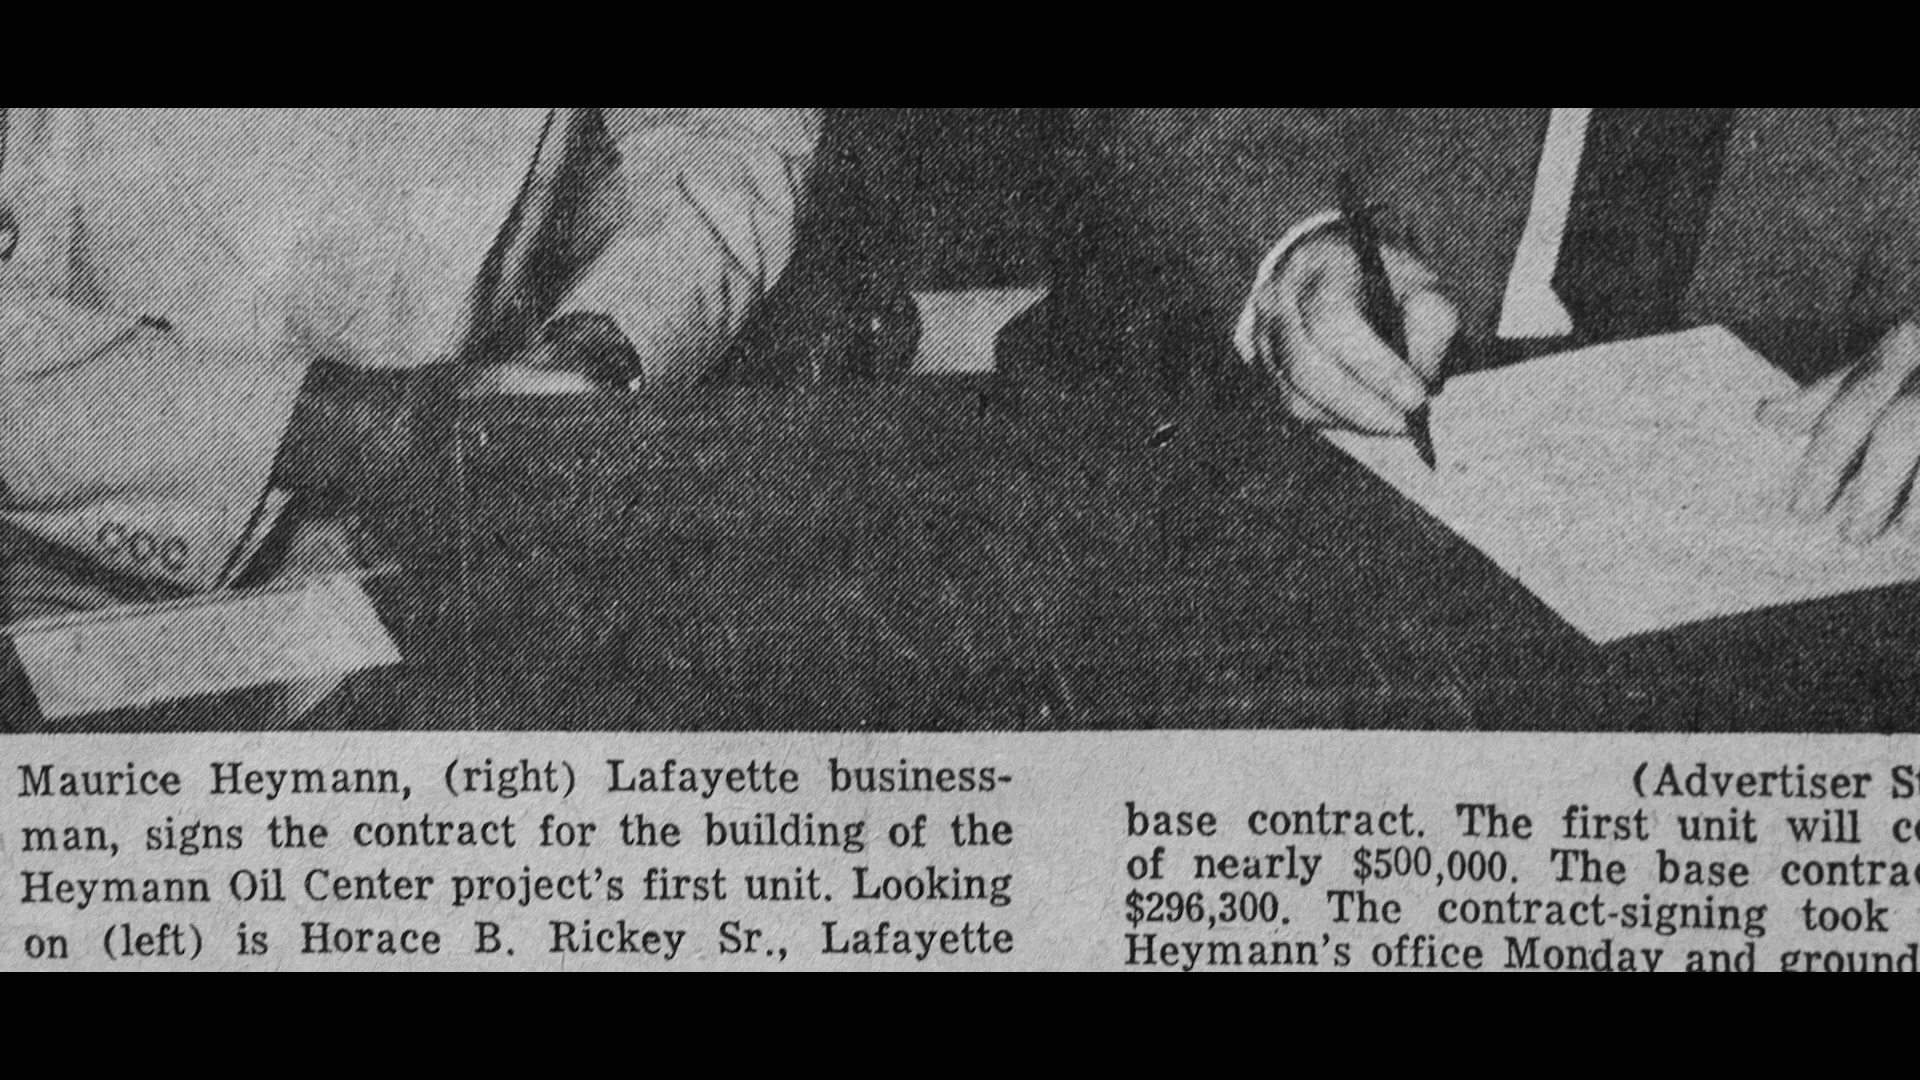 Maurice Heymann, (right) Lafayette business-
man, signs the contract for the building of the
Heymann Oil Center project's first unit. Looking
on (left) is Horace B. Rickey Sr., Lafayette
(Advertiser
base contract. The first unit will
of nearly $500,000. The base
$296,300. The contract-signing took
Heymann's office Monday and ground